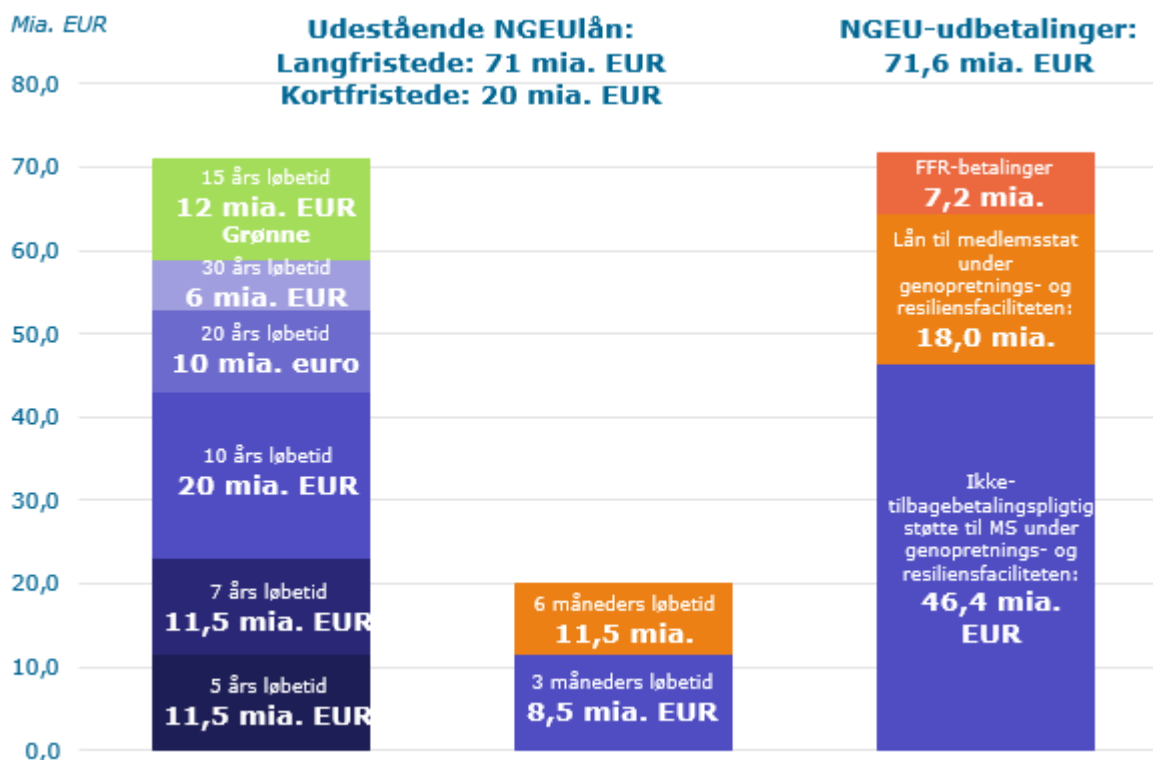 Mia. EUR
Udestående NGEUlån:
Langfristede: 71 mia. EUR
Kortfristede: 20 mia. EUR
NGEU-udbetalinger:
71,6 mia. EUR
80,0
70,0
60,0
50,0
40,0
30,0
20,0
10,0
0,0
15 års løbetid
12 mia. EUR
Grønne
30 års løbetid
6 mia. EUR
20 års løbetid
10 mia. euro
10 års løbetid
20 mia. EUR
7 års løbetid
11,5 mia. EUR
5 års løbetid
11,5 mia. EUR
6 måneders løbetid
11,5 mia.
3 måneders løbetid
8,5 mia. EUR
FFR-betalinger
7,2 mia.
Lån til medlemsstat
under
genopretnings- og
resiliensfaciliteten:
18,0 mia.
Ikke-
tilbagebetalingspligtig
støtte til MS under
genopretnings- og
resiliensfaciliteten:
46,4 mia.
EUR